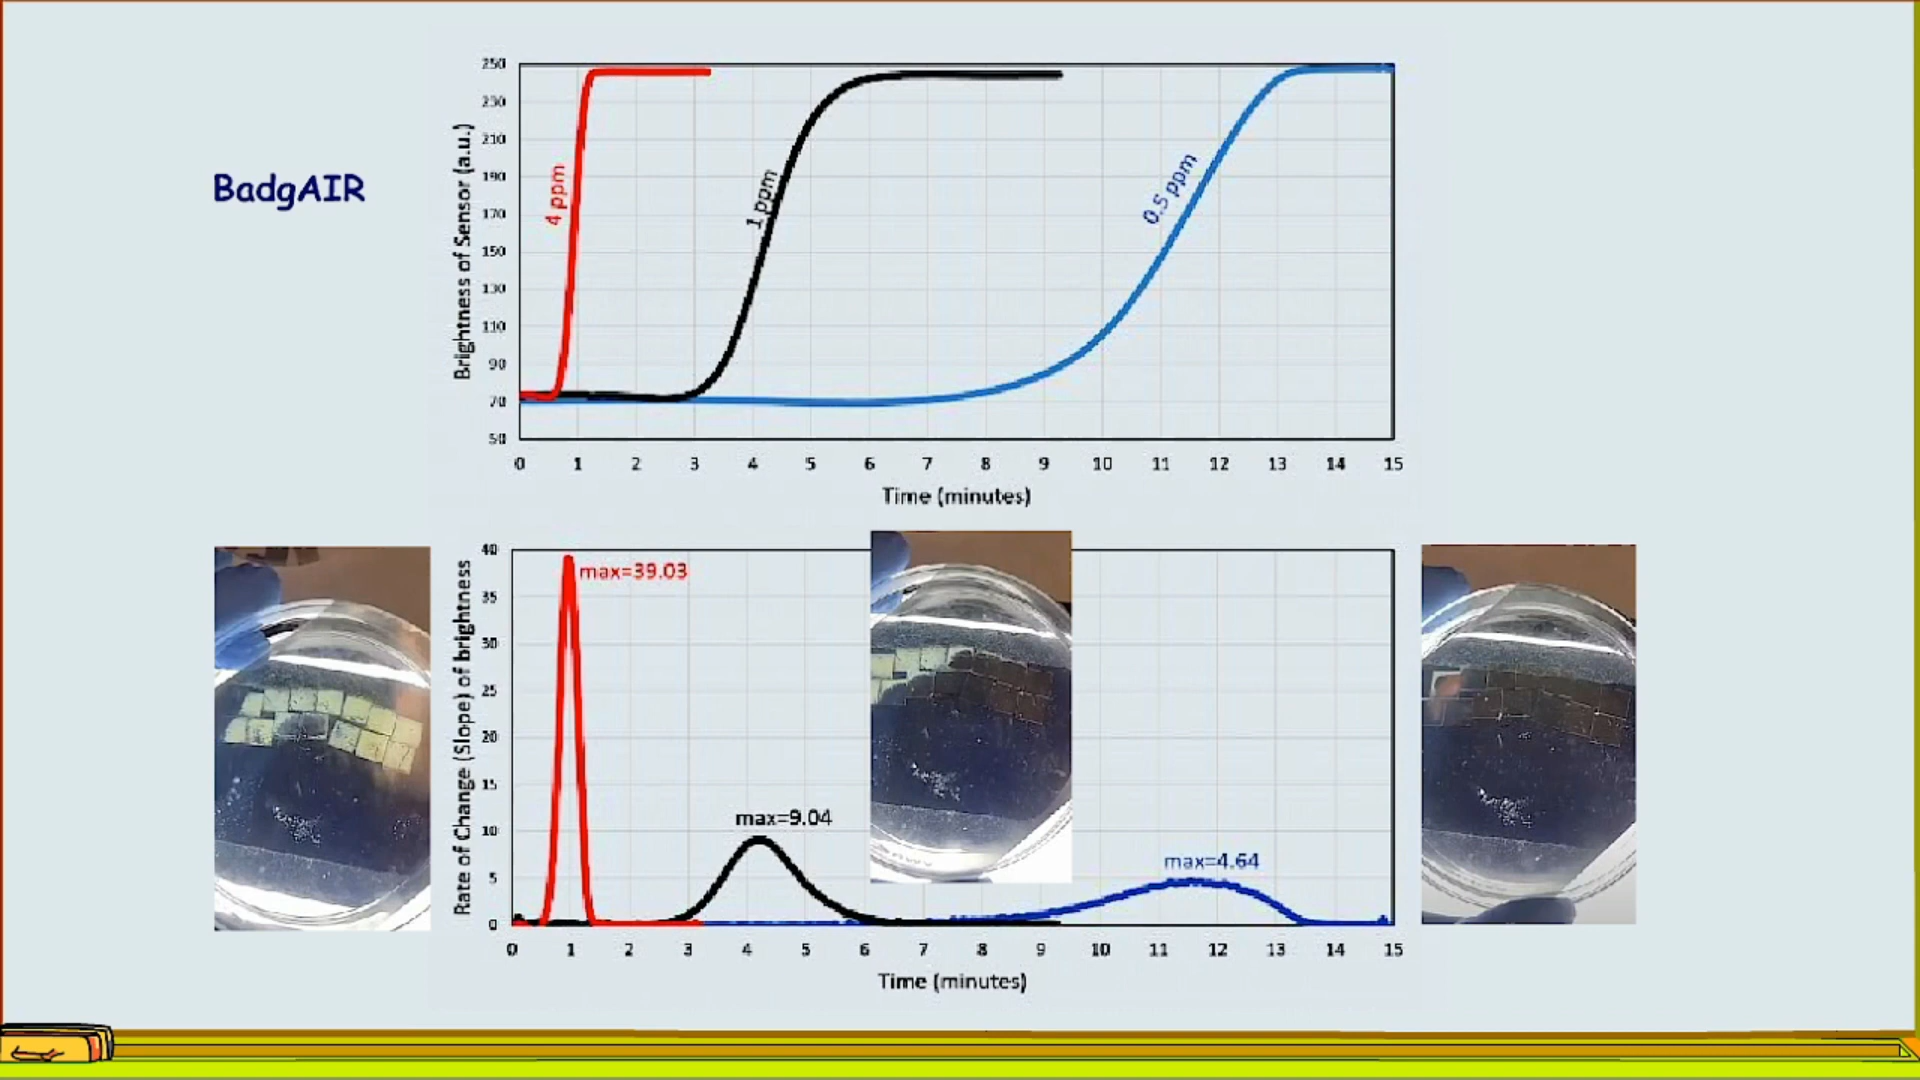 BadgAIR
Brightness of Sensor (a.u.)
250
230
210
190
170
150
130
110
90
70
50
4 ppm
1 ppm
0.5 ppm
0 1 2 3 4 5 6 7 8 9 10 11 12 13 14 15
Time (minutes)
Rate of Change (Slope) of brightness
40
35
30
25
20
15
10
5
0
max=39.03
max=9.04
max=4.64
0 1 2 3 4 5 6 7 8 9 10 11 12 13 14 15
Time (minutes)